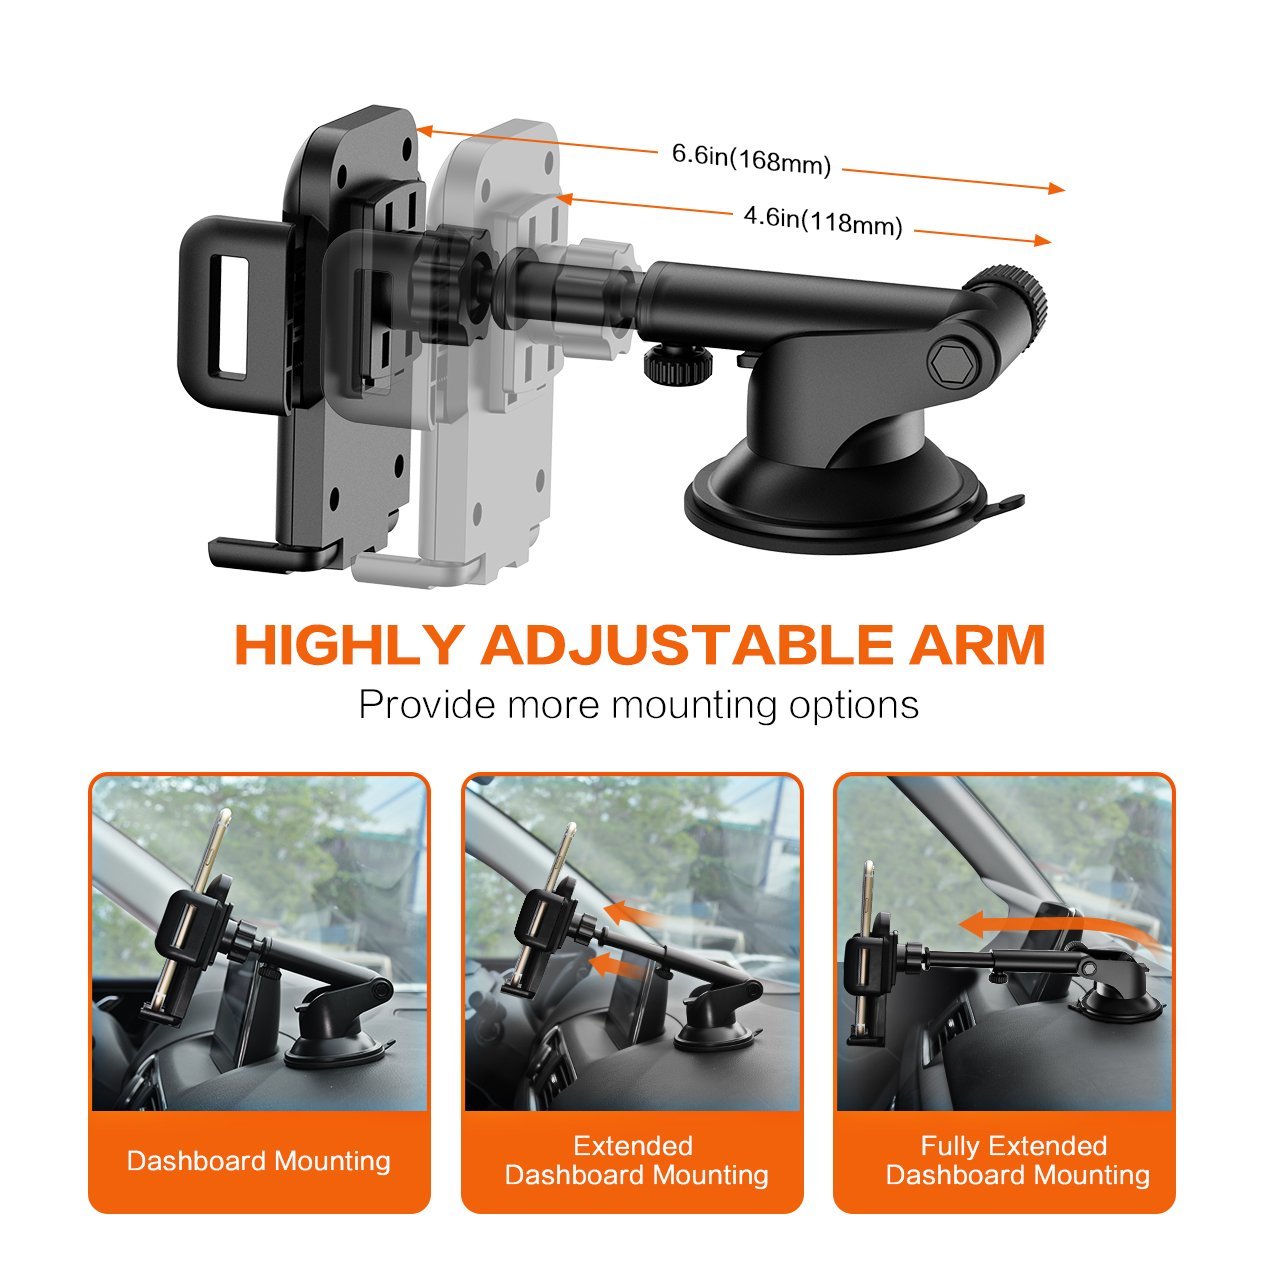 6.6in(168mm)
4.6in(118mm)
HIGHLY ADJUSTABLE ARM
Provide more mounting options
Dashboard Mounting
Extended
Dashboard Mounting
Fully Extended
Dashboard Mounting